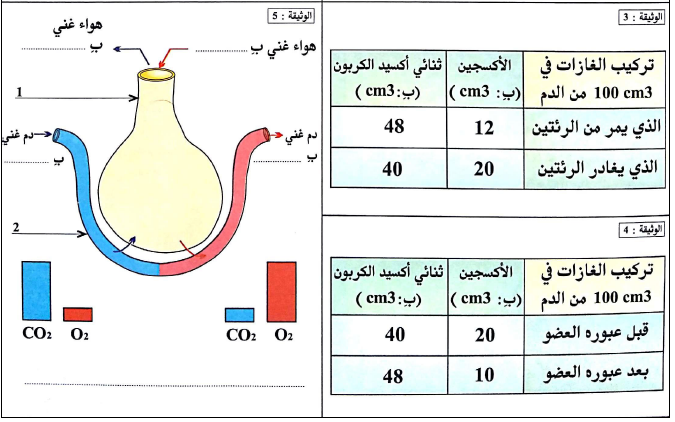 الوثيقة : 3
تركيب الغازات في 100 cm3 من الدم
الأكسجين (ب: cm3 )
ثنائي أكسيد الكربون (ب: cm3 )
الذي يمر من الرئتين 12 48
الذي يغادر الرئتين 20 40
الوثيقة : 4
تركيب الغازات في 100 cm3 من الدم
الأكسجين (ب: cm3 )
ثنائي أكسيد الكربون (ب: cm3 )
قبل عبوره العضو 20 40
بعد عبوره العضو 10 48
الوثيقة : 5
هواء غني ب ..............
هواء غني
ب ..............
1
دم غني
ب ..............
دم غني
ب ..............
2
CO₂ O₂
CO₂ O₂